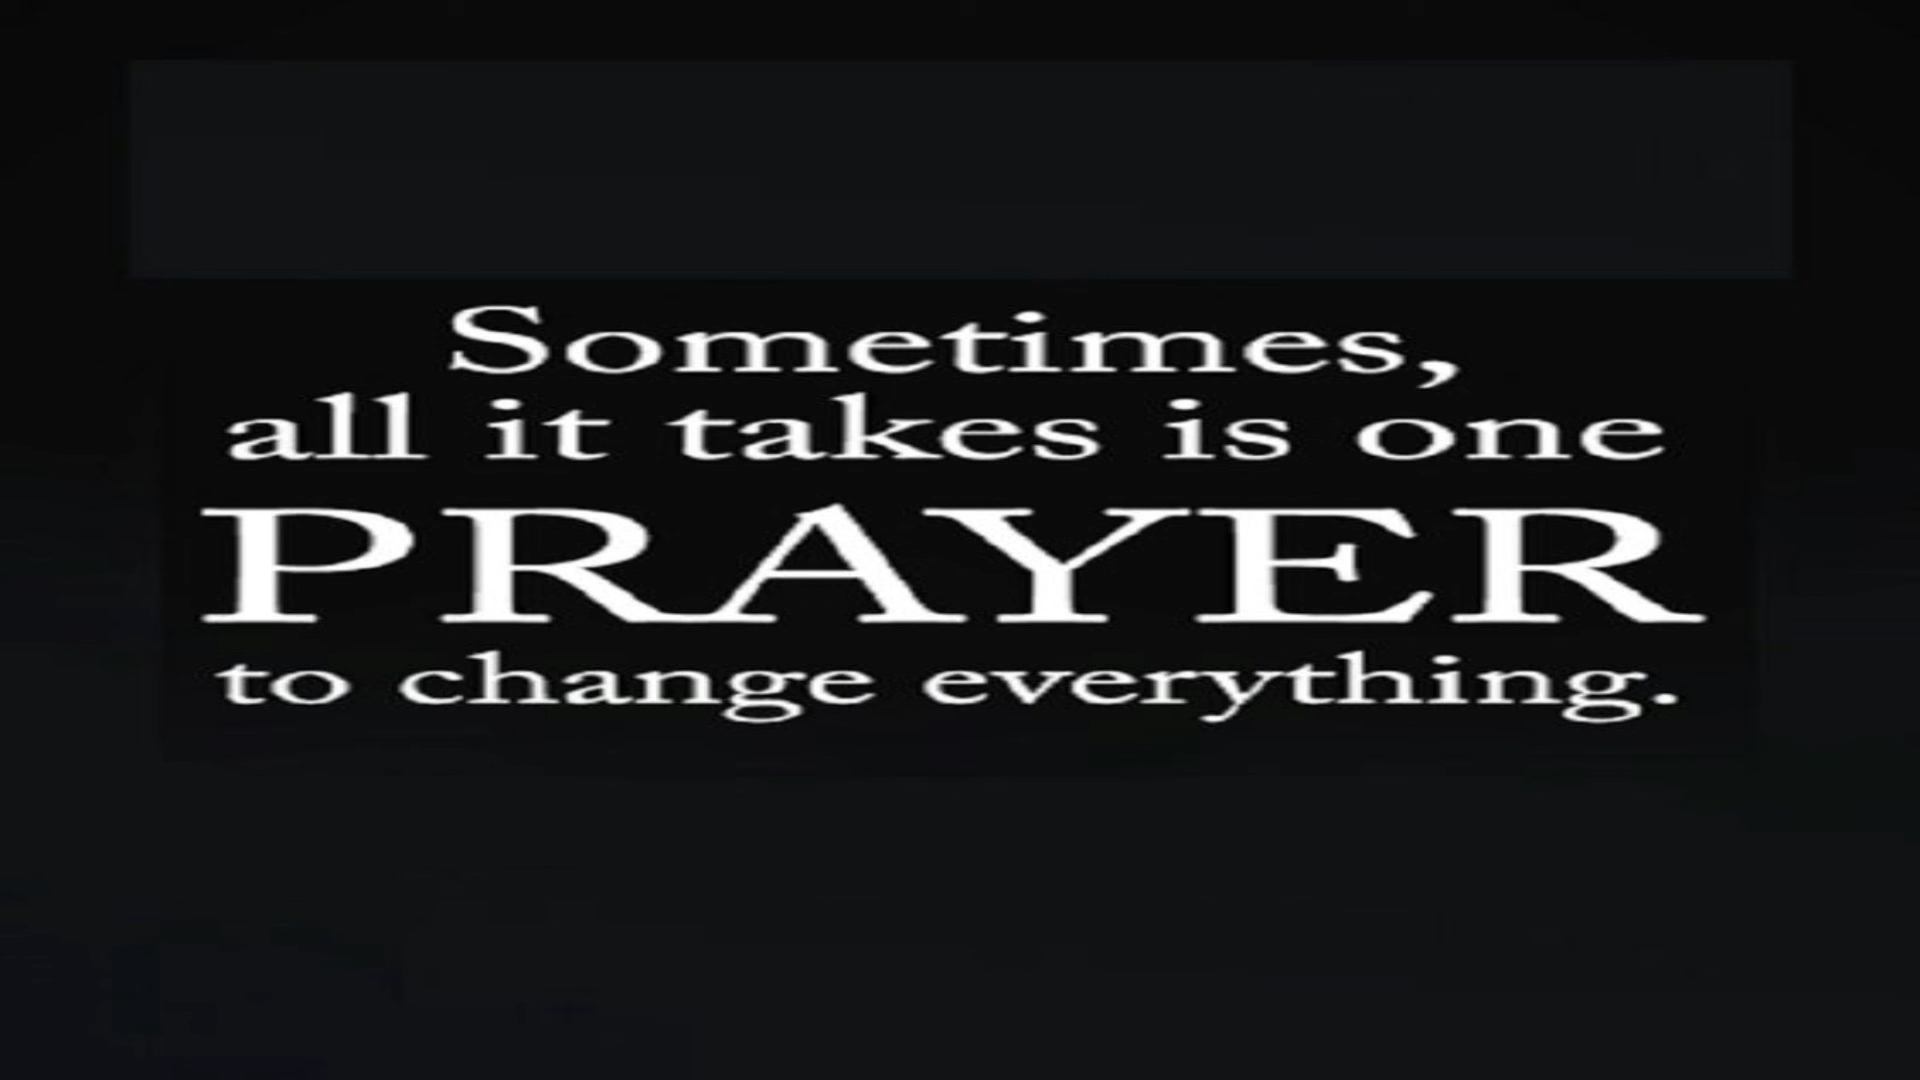 Sometimes,
all it takes is one
PRAYER
to change everything.